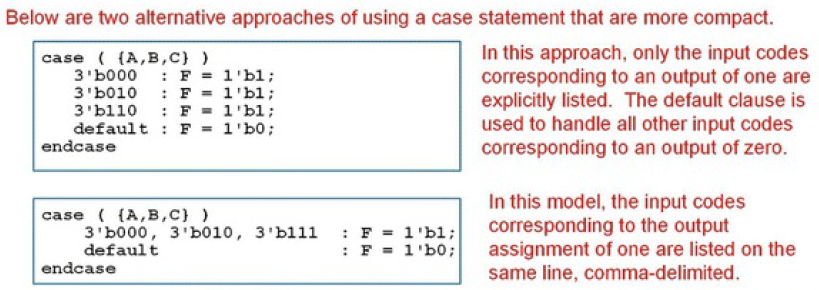 Below are two alternative approaches of using a case statement that are more compact.
case ( {A,B,C} )
3'b000 : F = 1'b1;
3'b010 : F = 1'b1;
3'b110 : F = 1'b1;
default : F = 1'b0;
endcase
In this approach, only the input codes
corresponding to an output of one are
explicitly listed. The default clause is
used to handle all other input codes
corresponding to an output of zero.
case ( {A,B,C} )
3'b000, 3'b010, 3'b111 : F = 1'b1;
default : F = 1'b0;
endcase
In this model, the input codes
corresponding to the output
assignment of one are listed on the
same line, comma-delimited.